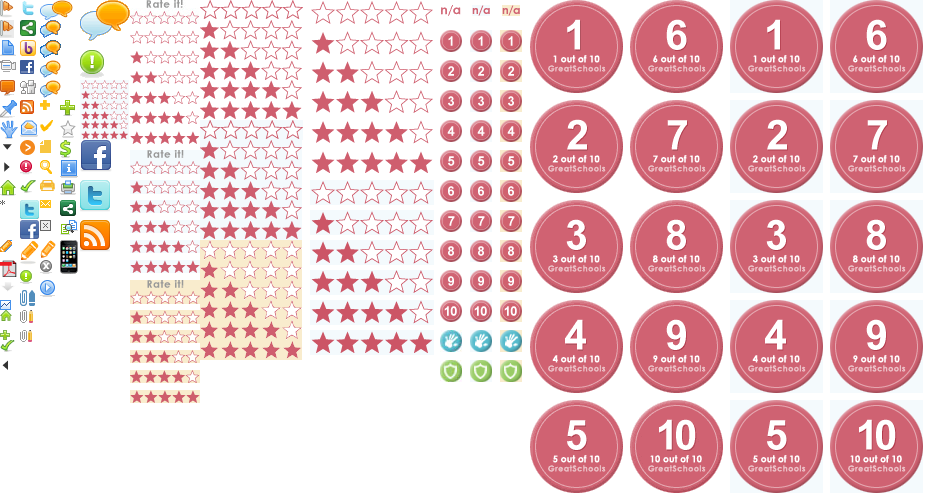 Rate it!
Rate it!
Rate it!
n/a n/a n/a
1 1 1
2 2 2
3 3 3
4 4 4
5 5 5
6 6 6
7 7 7
8 8 8
9 9 9
10 10 10
1
1 out of 10
GreatSchools
6
6 out of 10
GreatSchools
1
1 out of 10
GreatSchools
6
6 out of 10
GreatSchools
2
2 out of 10
GreatSchools
7
7 out of 10
GreatSchools
2
2 out of 10
GreatSchools
7
7 out of 10
GreatSchools
3
3 out of 10
GreatSchools
8
8 out of 10
GreatSchools
3
3 out of 10
GreatSchools
8
8 out of 10
GreatSchools
4
4 out of 10
GreatSchools
9
9 out of 10
GreatSchools
4
4 out of 10
GreatSchools
9
9 out of 10
GreatSchools
5
5 out of 10
GreatSchools
10
10 out of 10
GreatSchools
5
5 out of 10
GreatSchools
10
10 out of 10
GreatSchools